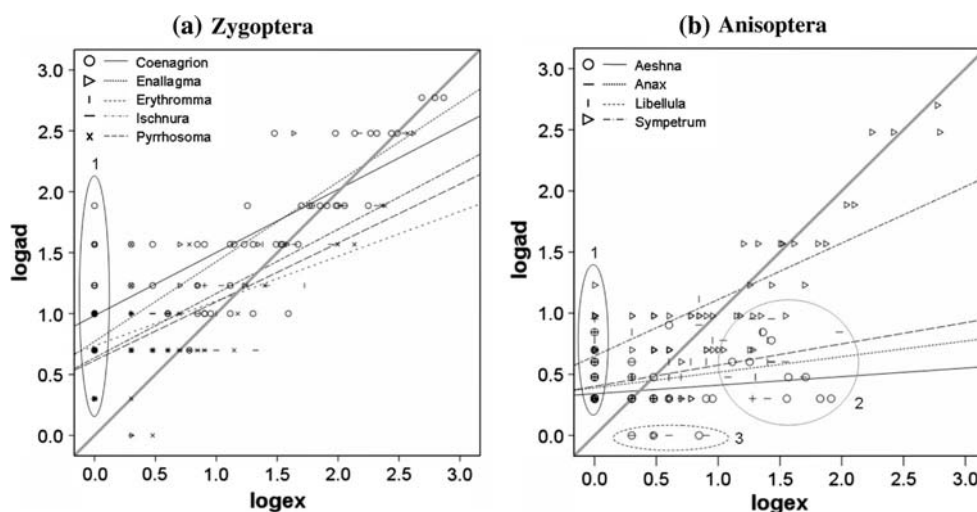 (a) Zygoptera
3.0
2.5
2.0
1.5
1.0
0.5
0.0
logad
Coenagrion
Enallagma
Erythromma
Ischnura
Pyrrhosoma
1
0.0 0.5 1.0 1.5 2.0 2.5 3.0
logex
(b) Anisoptera
3.0
2.5
2.0
1.5
1.0
0.5
0.0
logad
Aeshna
Anax
Libellula
Sympetrum
1
2
3
0.0 0.5 1.0 1.5 2.0 2.5 3.0
logex